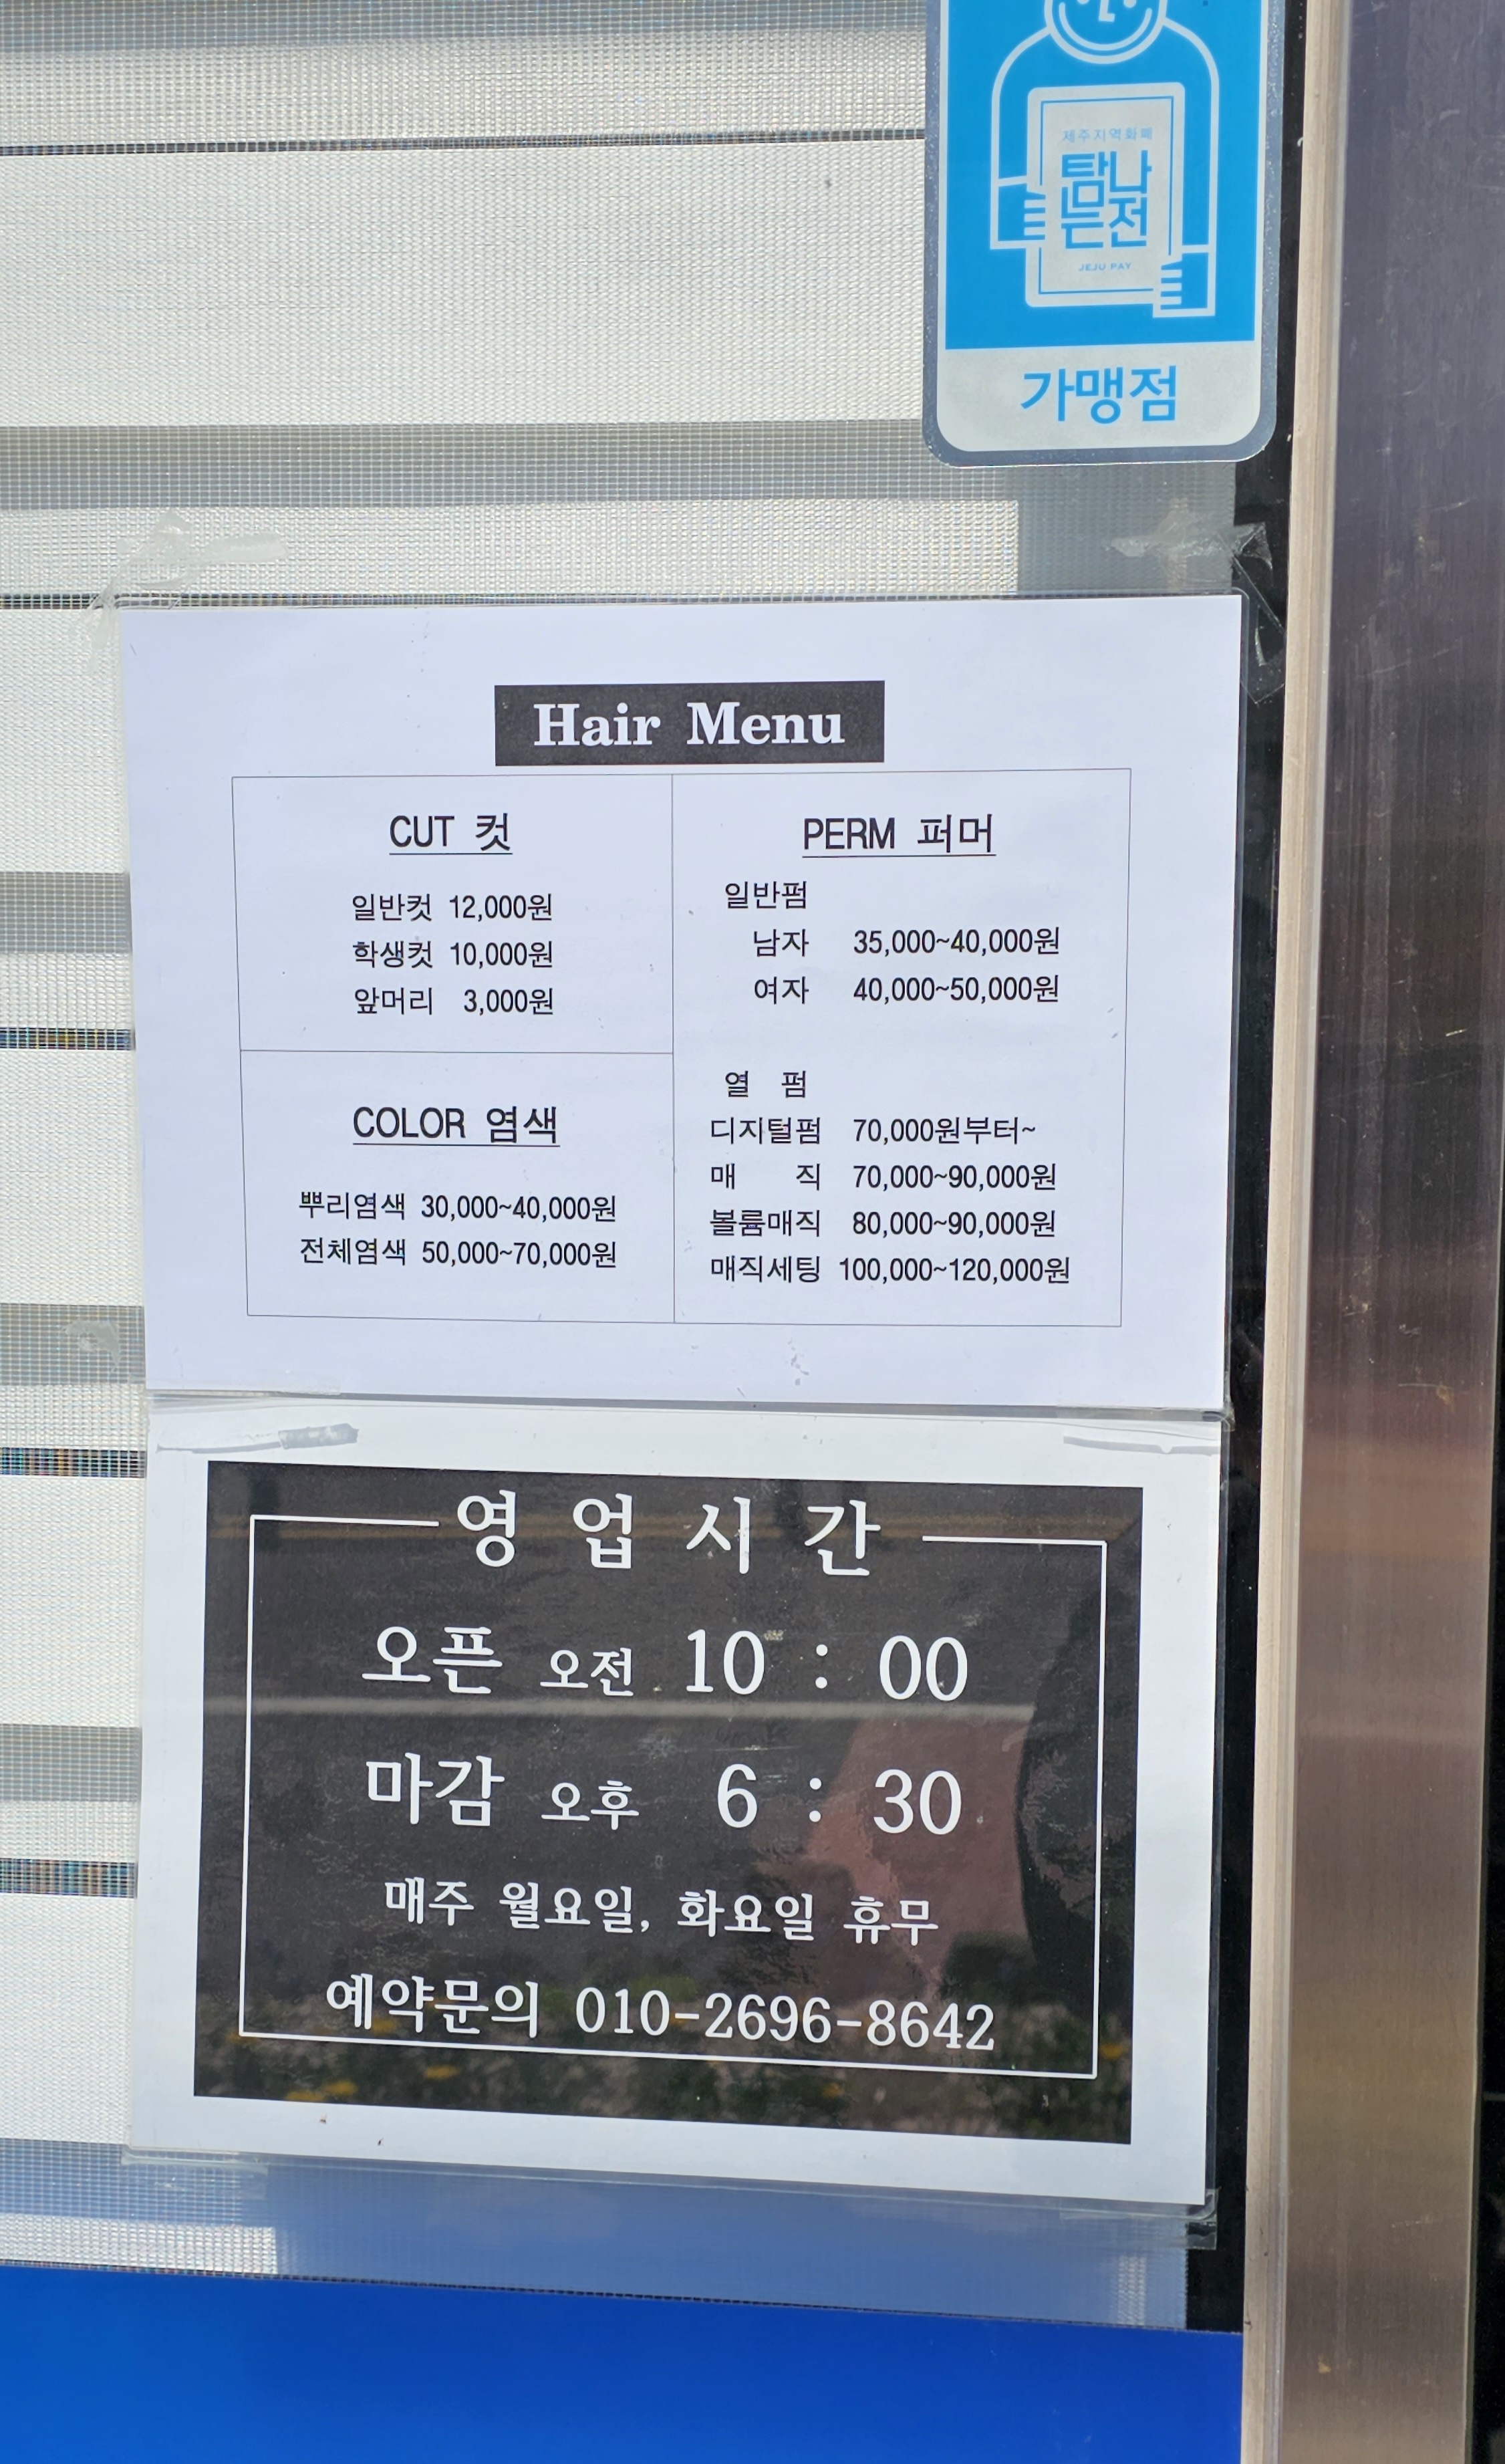 제주지역화폐
탐나
는전
JEJU PAY
가맹점
Hair Menu
CUT 컷
일반컷 12,000원
학생컷 10,000원
앞머리 3,000원
COLOR 염색
뿌리염색 30,000~40,000원
전체염색 50,000~70,000원
PERM 퍼머
일반펌
남자 35,000~40,000원
여자 40,000~50,000원
열 펌
디지털펌 70,000원부터~
매 직 70,000~90,000원
볼륨매직 80,000~90,000원
매직세팅 100,000~120,000원
영 업 시 간
오픈 오전 10 : 00
마감 오후 6 : 30
매주 월요일, 화요일 휴무
예약문의 010-2696-8642